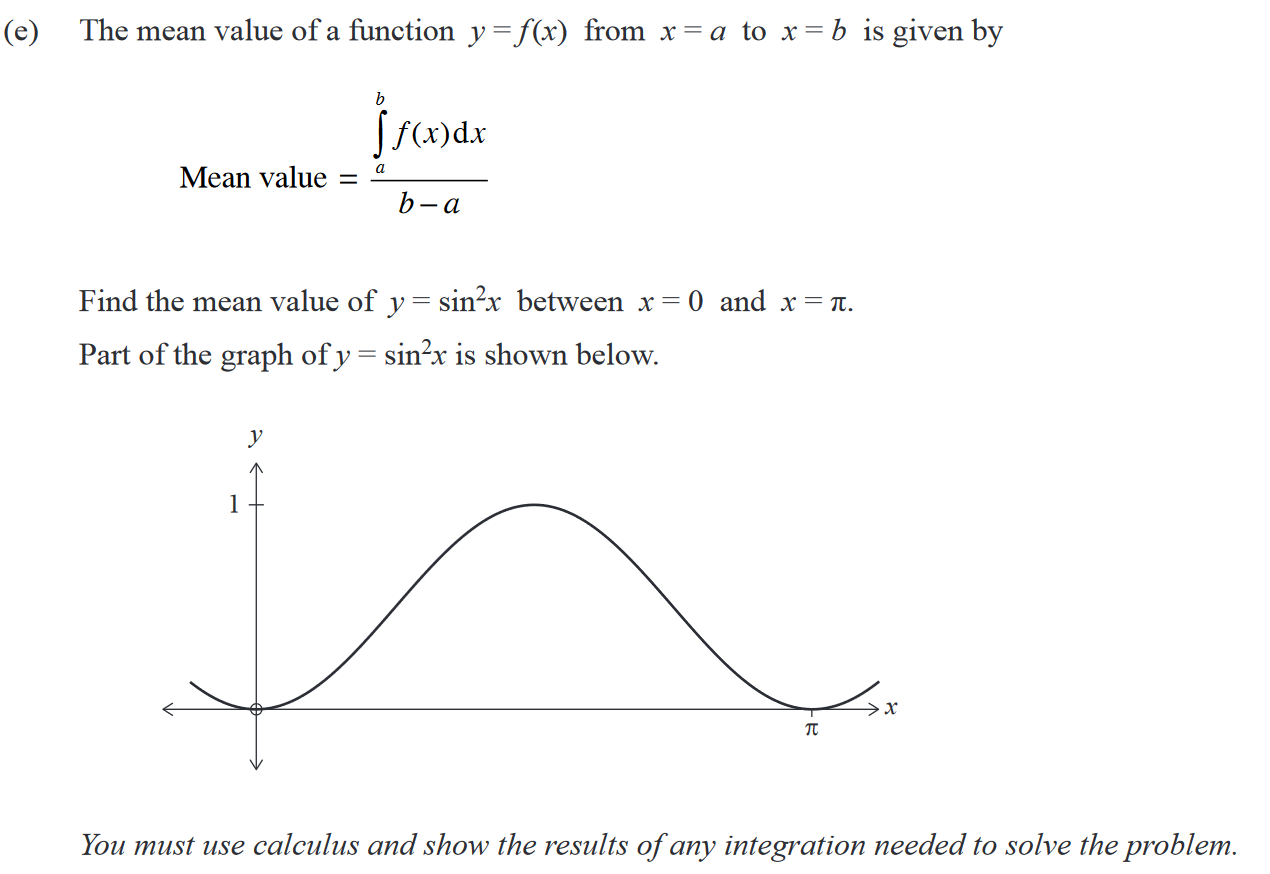 (e) The mean value of a function y = f(x) from x = a to x = b is given by
b
∫ f(x)dx
a
Mean value =
b – a
Find the mean value of y = sin²x between x = 0 and x = π.
Part of the graph of y = sin²x is shown below.
y
1
x
π
You must use calculus and show the results of any integration needed to solve the problem.